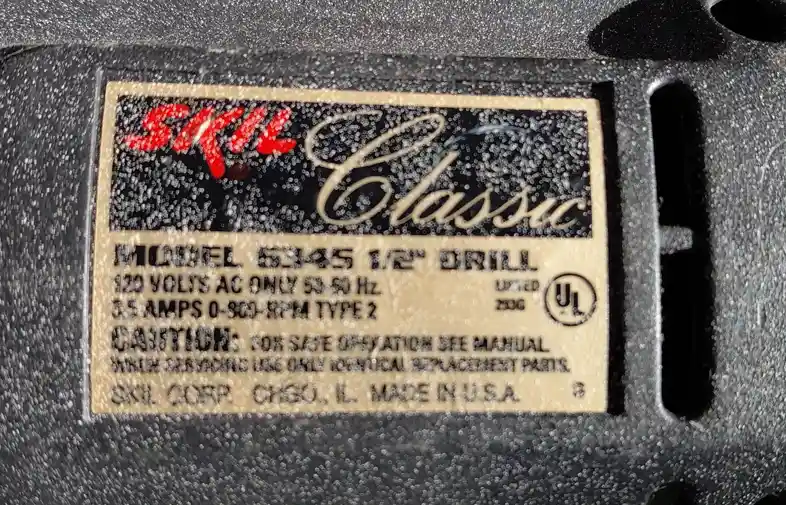 SKIL Classic
MODEL 6345 1/2" DRILL
120 VOLTS AC ONLY 50-60 Hz.
3.5 AMPS 0-800-RPM TYPE 2
LISTED
UL
CAUTION: FOR SAFE OPERATION SEE MANUAL.
WHEN SERVICING USE ONLY IDENTICAL REPLACEMENT PARTS.
SKIL CORP. CHGO., IL. MADE IN U.S.A.